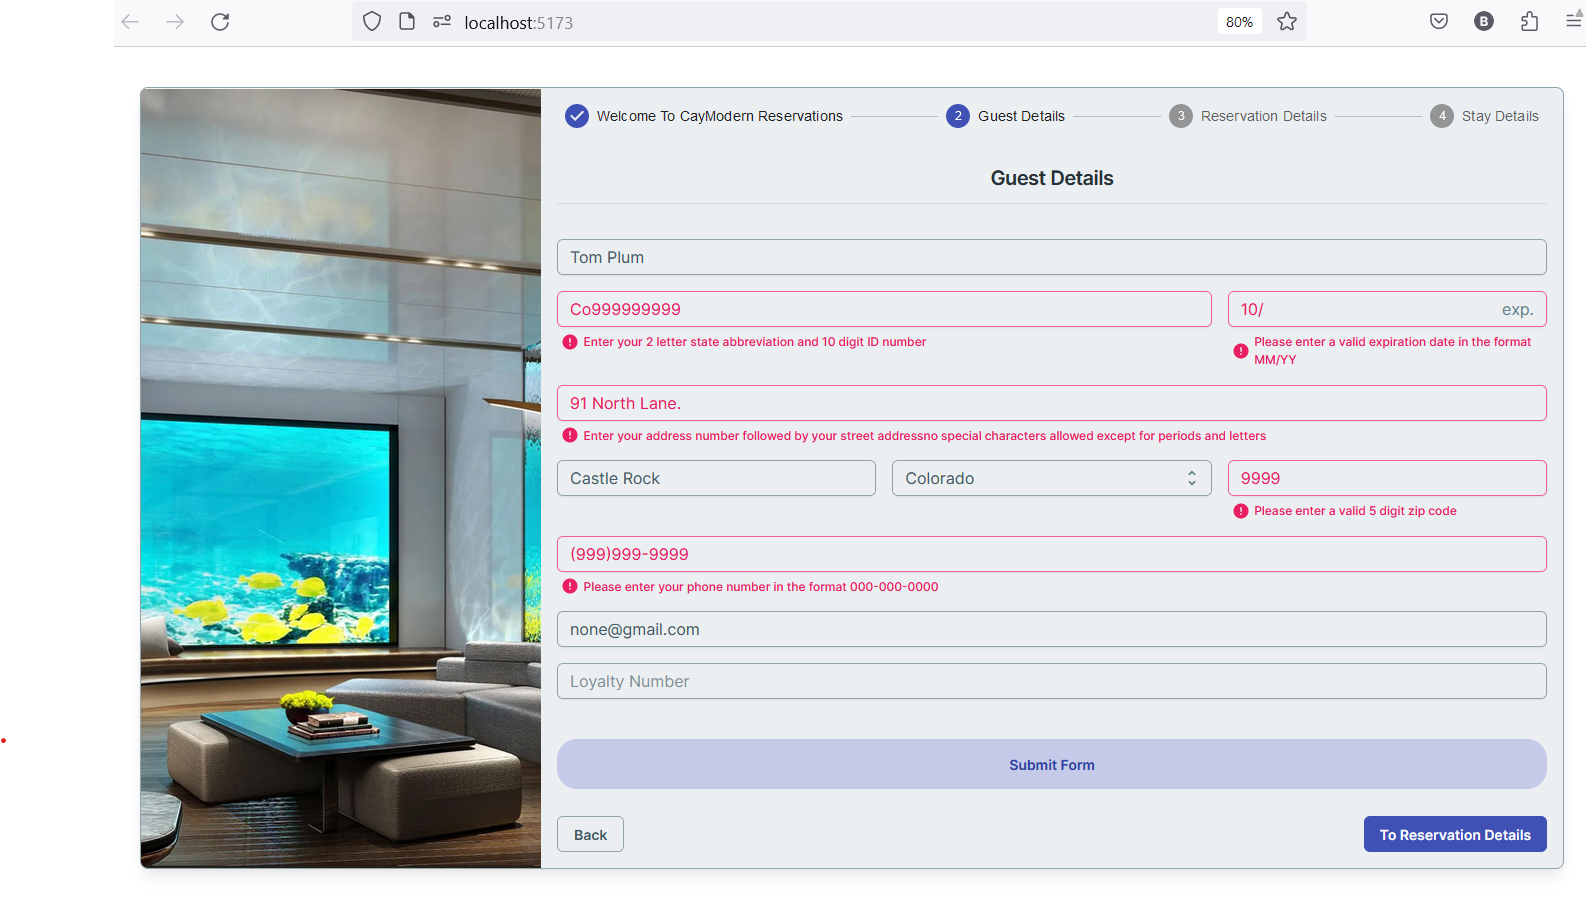 localhost:5173
80%
B
Welcome To CayModern Reservations
2 Guest Details
3 Reservation Details
4 Stay Details
Guest Details
Tom Plum
Co999999999
10/ exp.
Enter your 2 letter state abbreviation and 10 digit ID number
Please enter a valid expiration date in the format
MM/YY
91 North Lane.
Enter your address number followed by your street addressno special characters allowed except for periods and letters
Castle Rock
Colorado
9999
Please enter a valid 5 digit zip code
(999)999-9999
Please enter your phone number in the format 000-000-0000
none@gmail.com
Loyalty Number
Submit Form
Back
To Reservation Details